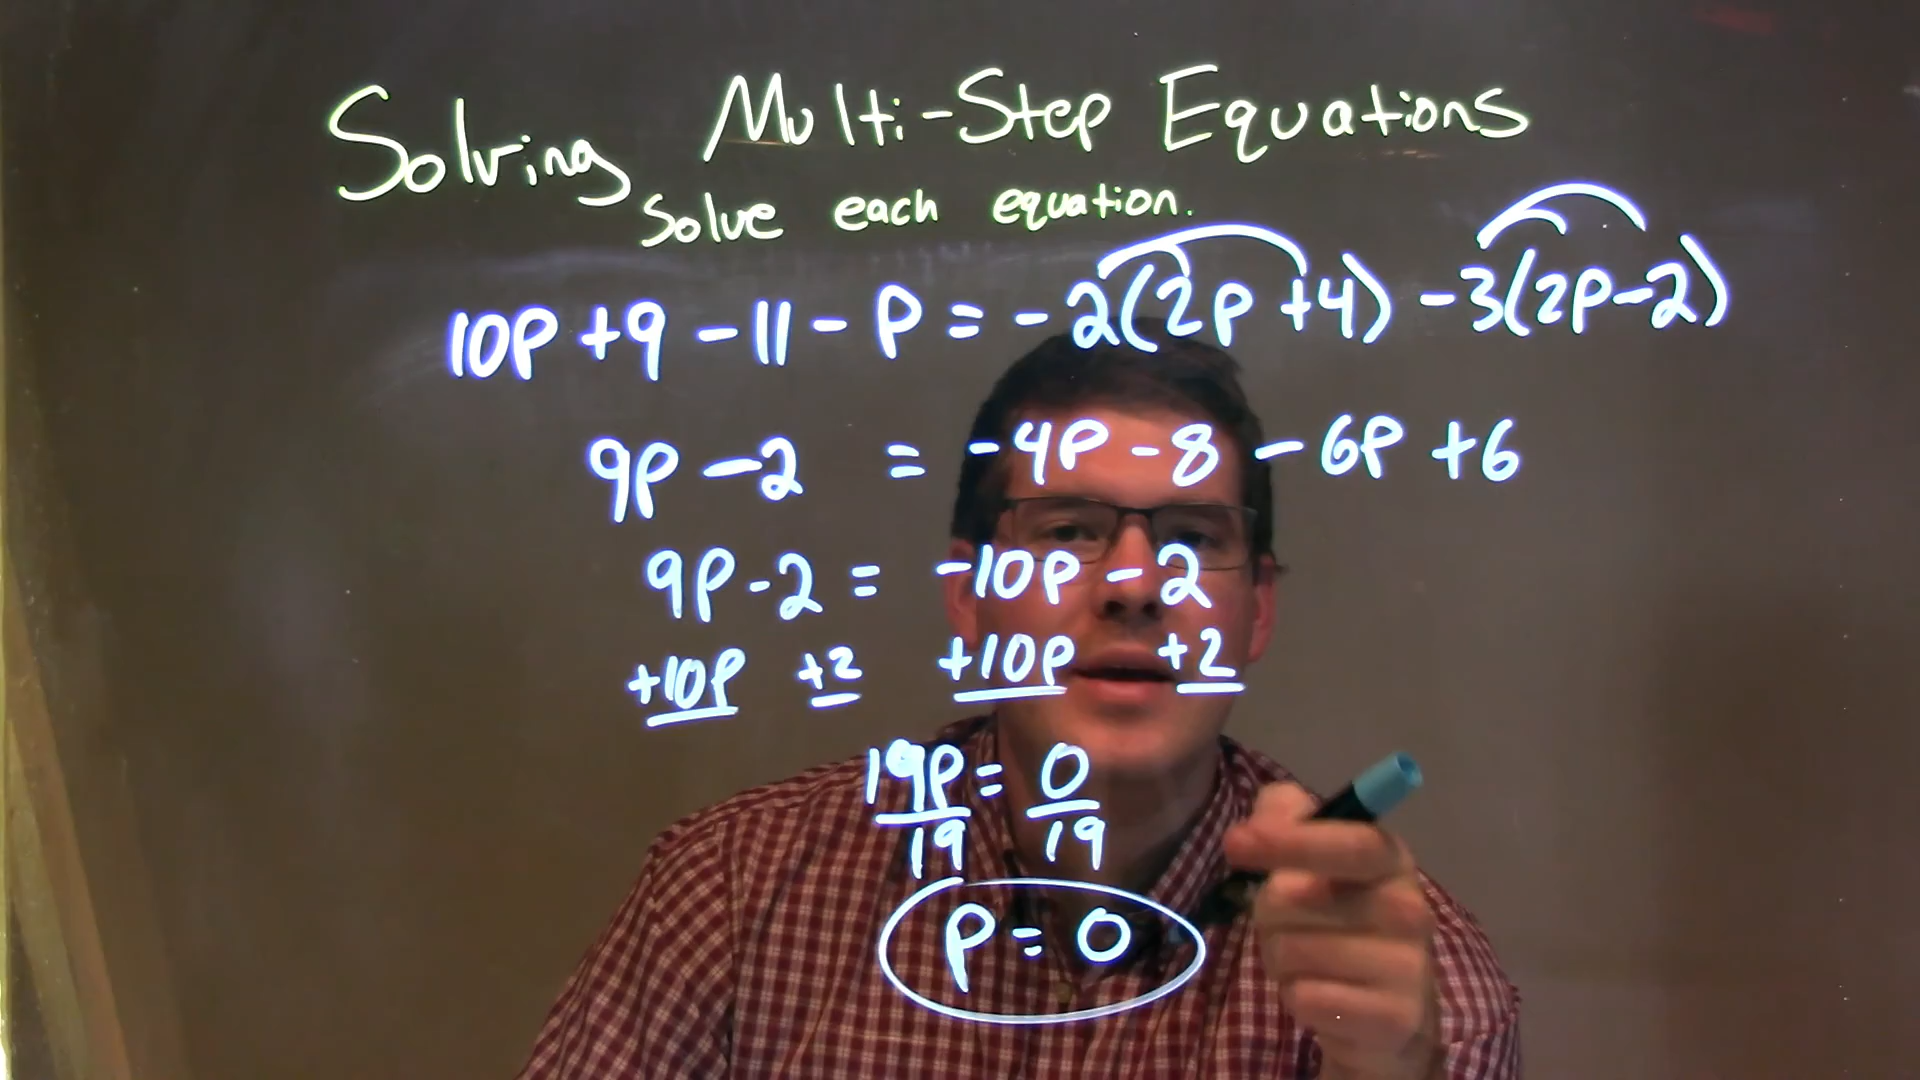 Solving Multi-Step Equations
Solve each equation.
10p + 9 - 11 - p = -2(2p + 4) - 3(2p - 2)
9p - 2 = -4p - 8 - 6p + 6
9p - 2 = -10p - 2
+10p +2 +10p +2
19p = 0
19 19
p = 0